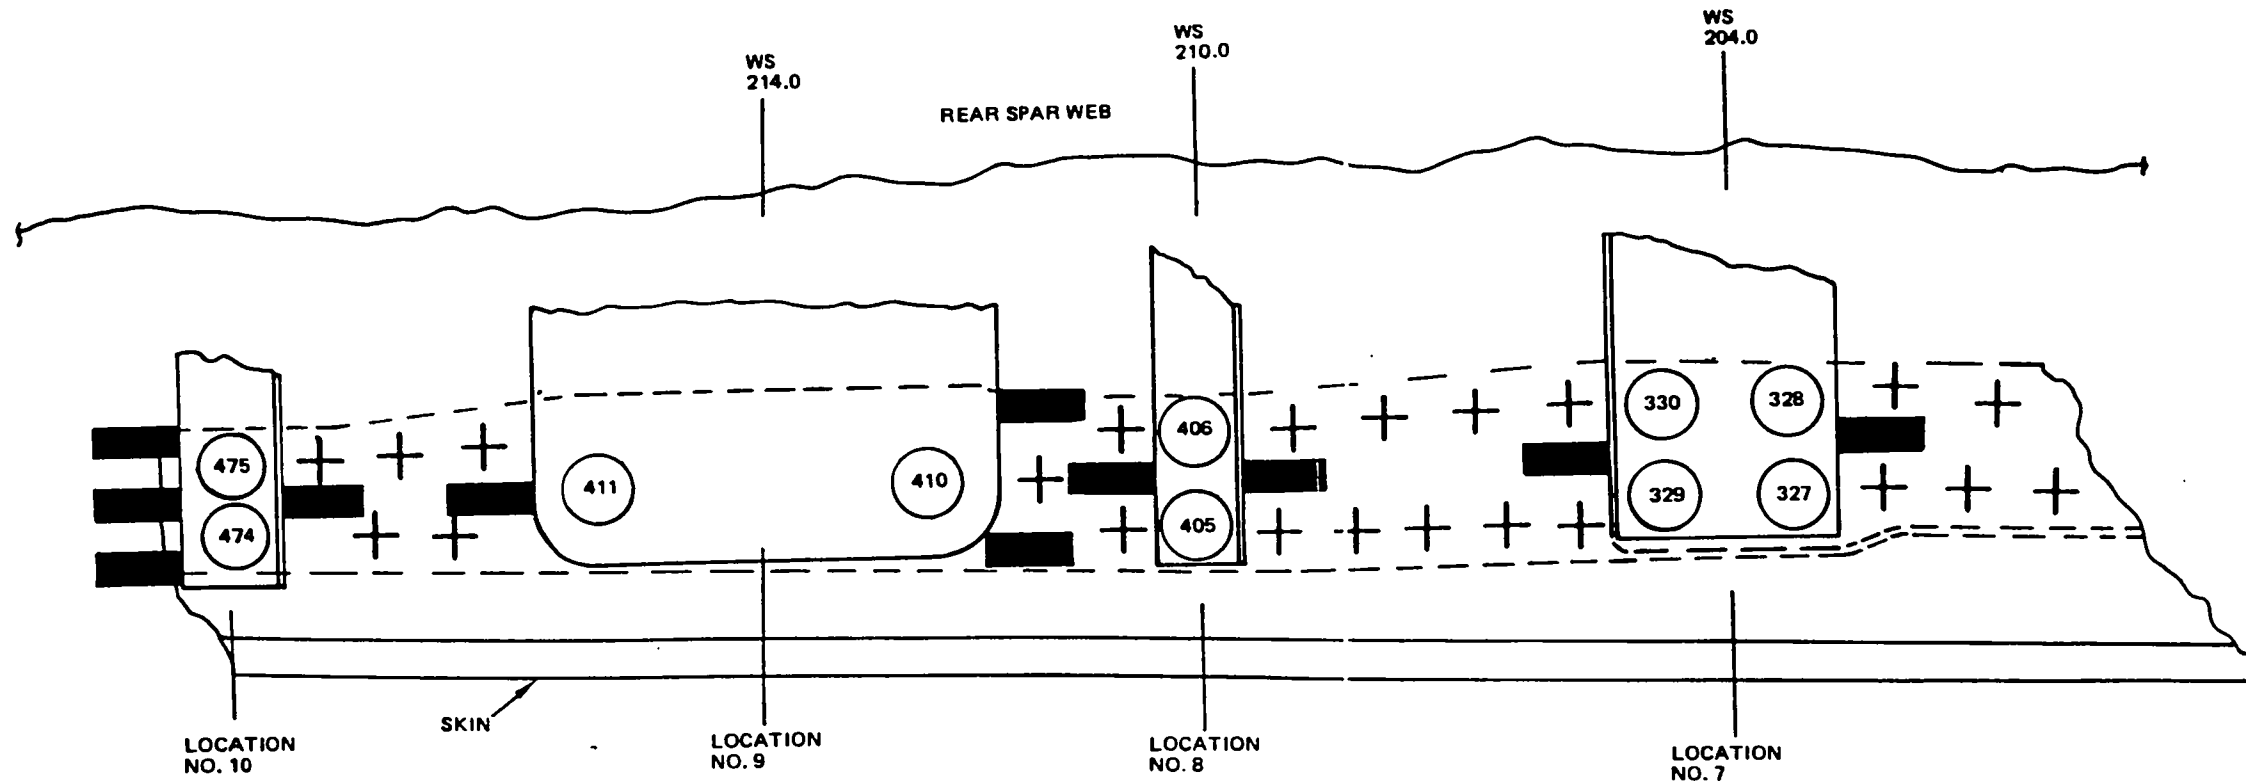 WS
204.0
WS
210.0
WS
214.0
REAR SPAR WEB
330
328
406
475
411
410
329
327
405
474
SKIN
LOCATION
NO. 10
LOCATION
NO. 9
LOCATION
NO. 8
LOCATION
NO. 7